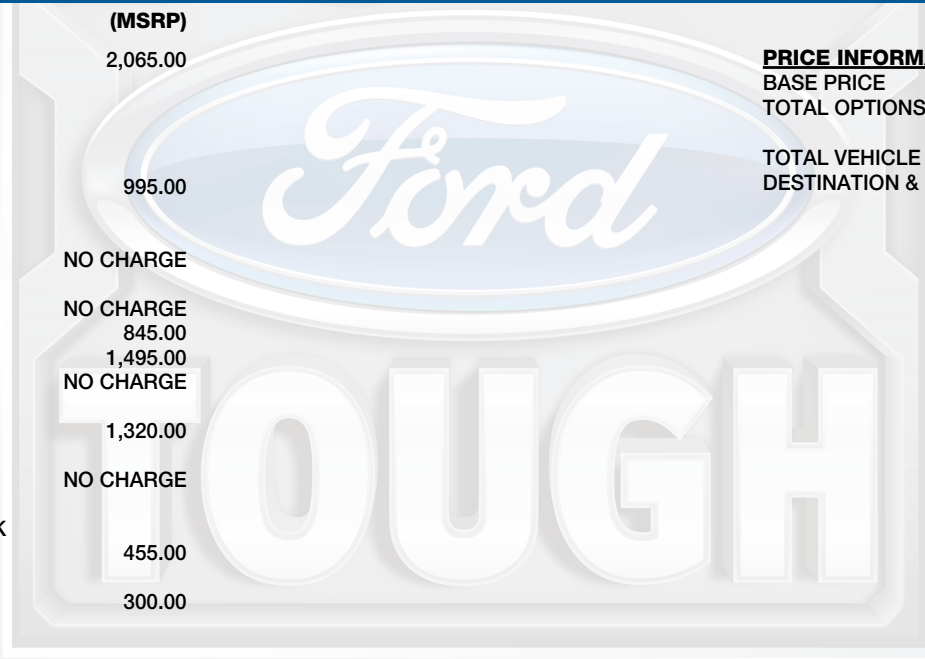 (MSRP)
2,065.00
995.00
NO CHARGE
NO CHARGE
845.00
1,495.00
NO CHARGE
1,320.00
NO CHARGE
K
455.00
300.00
PRICE INFORM
BASE PRICE
TOTAL OPTIONS
TOTAL VEHICLE
DESTINATION &
Ford
TOUGH